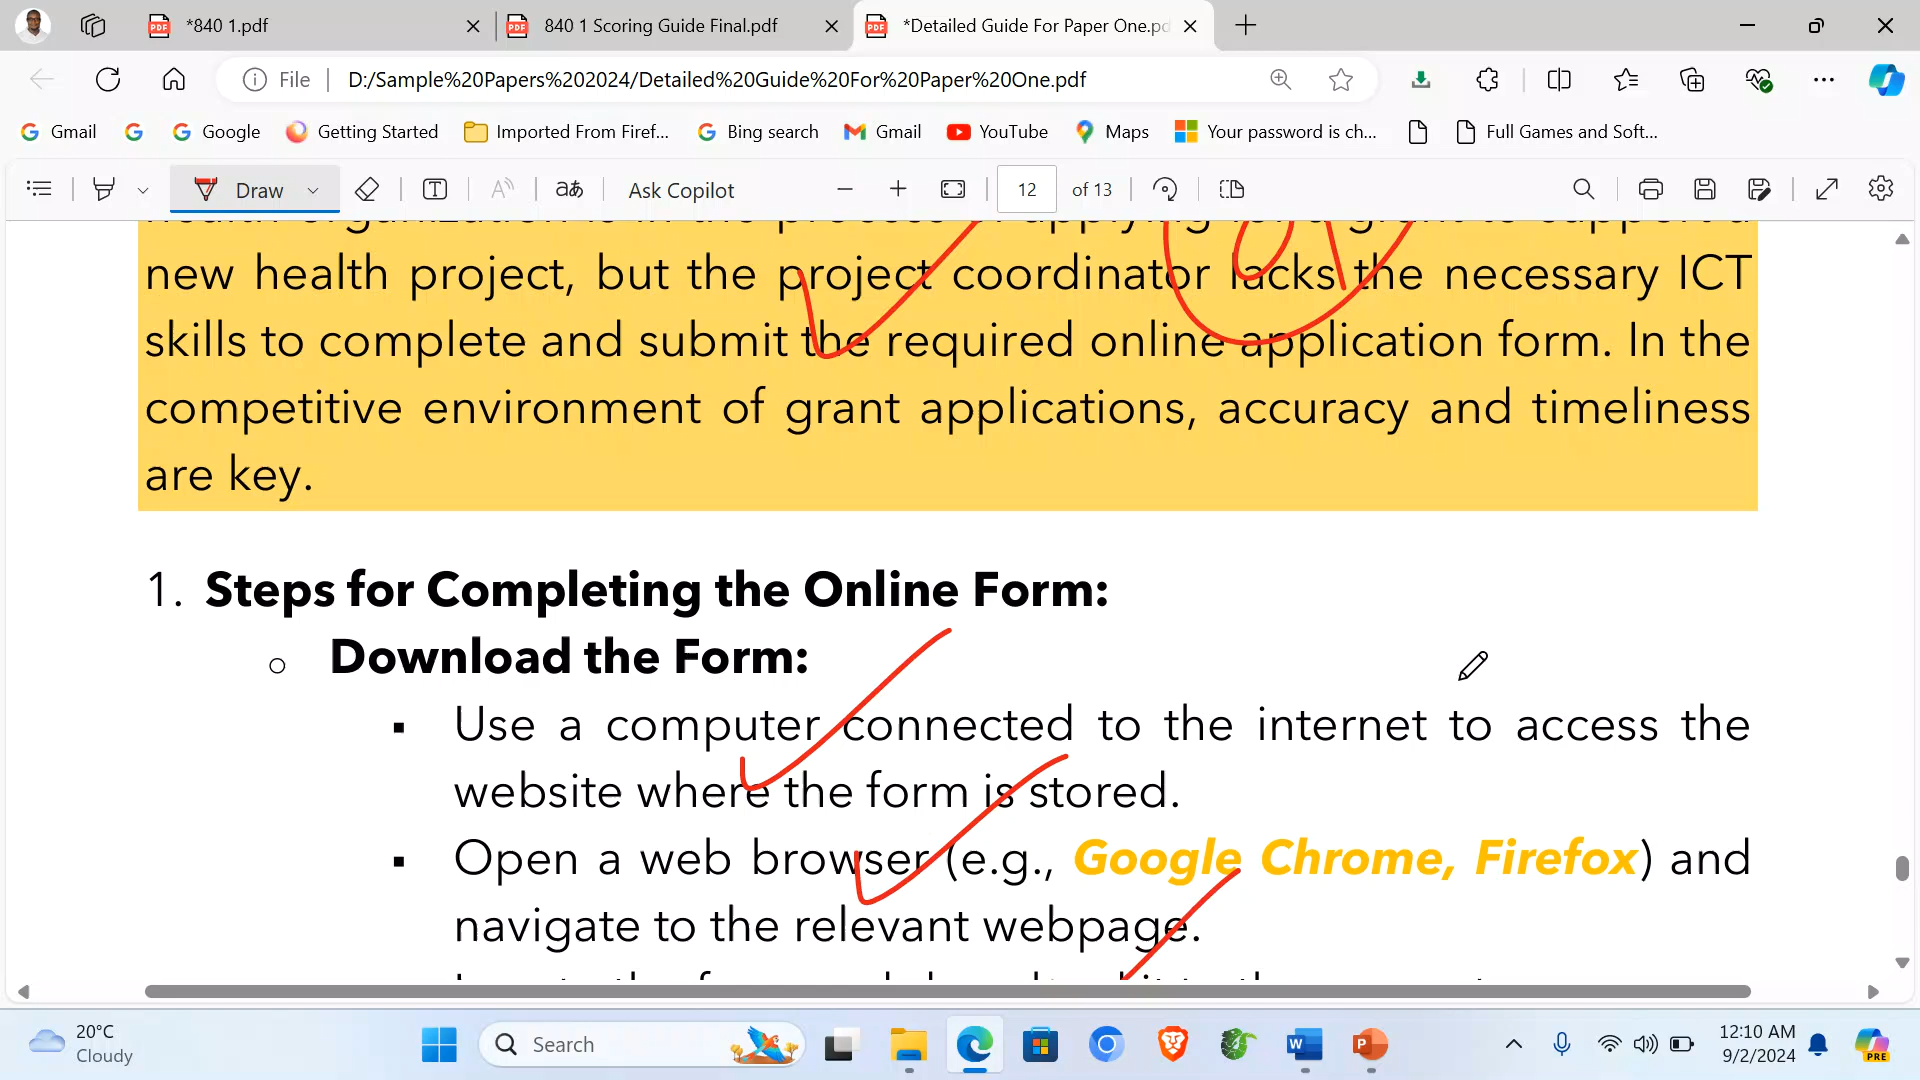 *840 1.pdf
840 1 Scoring Guide Final.pdf
*Detailed Guide For Paper One.pd
File
D:/Sample%20Papers%202024/Detailed%20Guide%20For%20Paper%20One.pdf
Gmail
Google
Getting Started
Imported From Firef...
Bing search
Gmail
YouTube
Maps
Your password is ch...
Full Games and Soft...
Draw
Ask Copilot
12
of 13
new health project, but the project coordinator lacks the necessary ICT
skills to complete and submit the required online application form. In the
competitive environment of grant applications, accuracy and timeliness
are key.
1. Steps for Completing the Online Form:
Download the Form:
Use a computer connected to the internet to access the
website where the form is stored.
Open a web browser (e.g., Google Chrome, Firefox) and
navigate to the relevant webpage.
20°C
Cloudy
Search
12:10 AM
9/2/2024
PRE